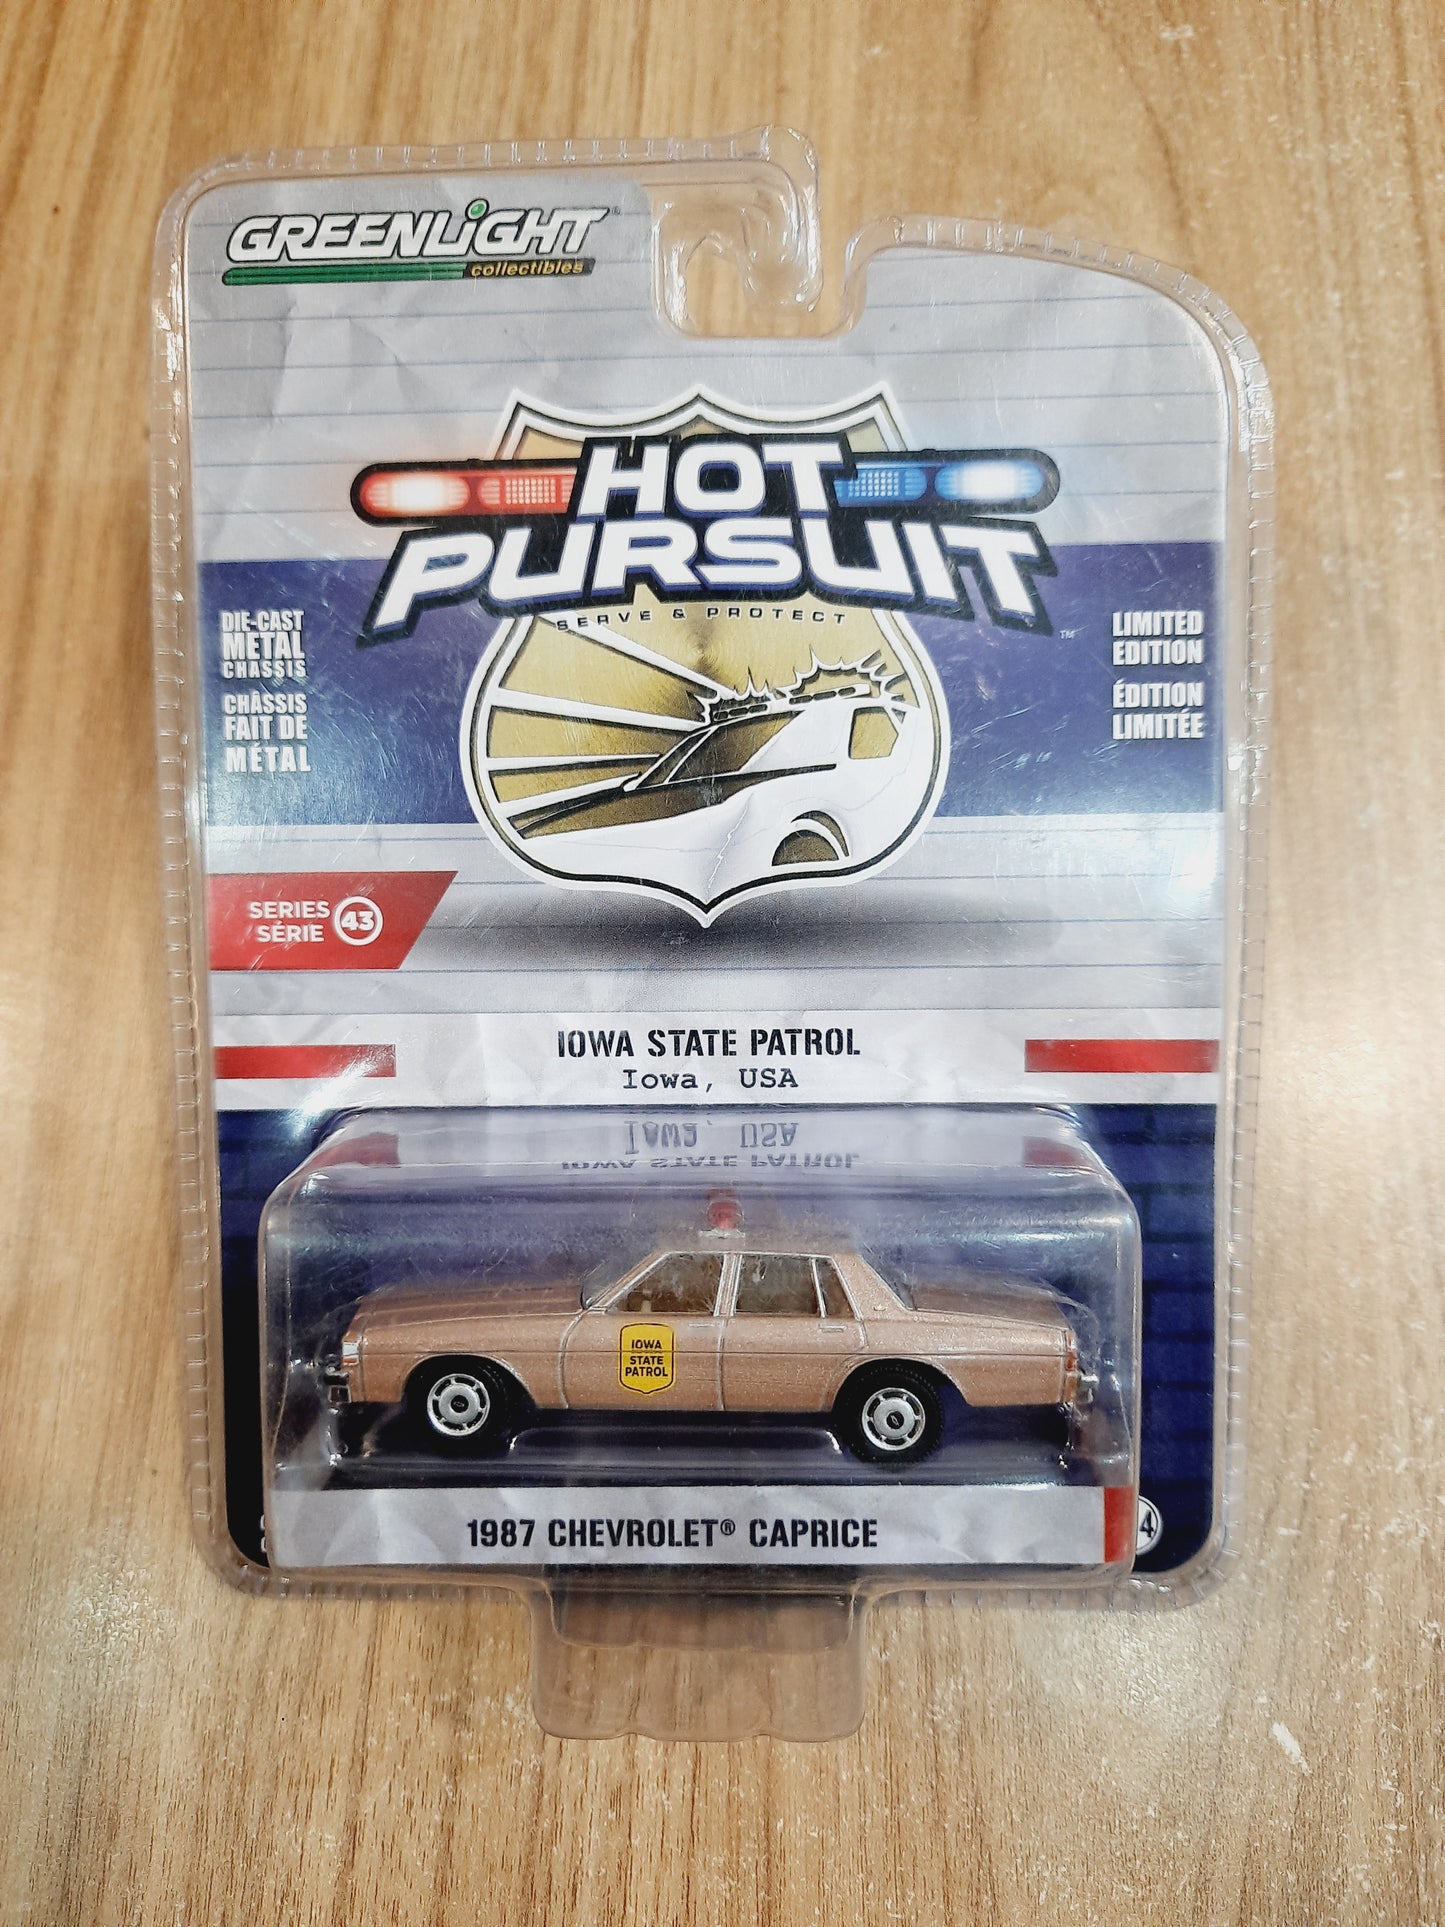 GREENLiGHT®
collectibles
HOT
PURSUIT
™
SERVE & PROTECT
DIE-CAST
METAL
CHASSIS
CHÂSSIS
FAIT DE
MÉTAL
LIMITED
EDITION
ÉDITION
LIMITÉE
SERIES
SÉRIE
43
IOWA STATE PATROL
Iowa, USA
IOWA
STATE
PATROL
1987 CHEVROLET® CAPRICE